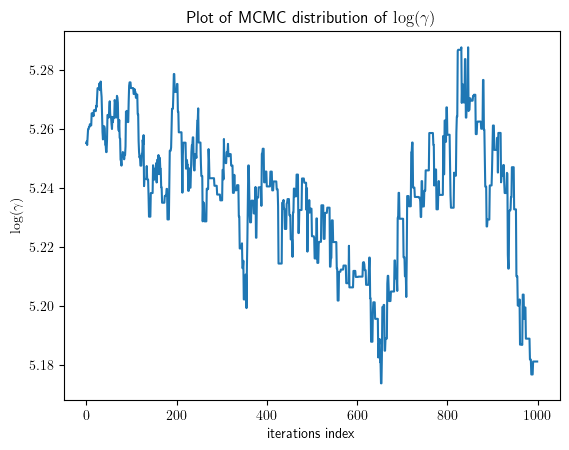 Plot of MCMC distribution of log(γ)
5.28
5.26
5.24
5.22
5.20
5.18
log(γ)
0 200 400 600 800 1000
iterations index